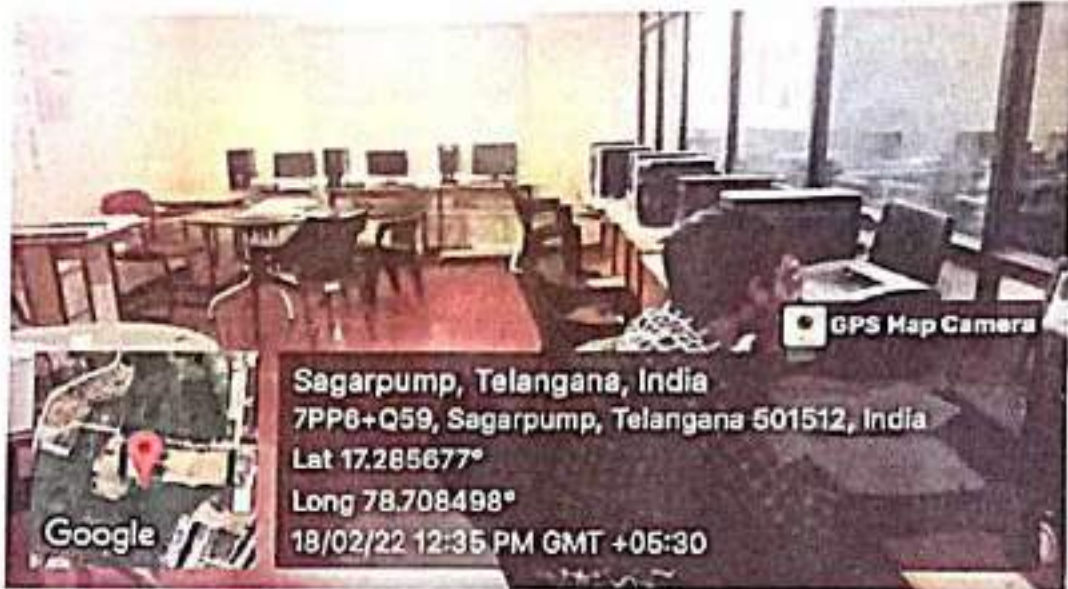 GPS Map Camera
Sagarpump, Telangana, India
7PP6+Q59, Sagarpump, Telangana 501512, India
Lat 17.285677°
Long 78.708498°
18/02/22 12:35 PM GMT +05:30
Google